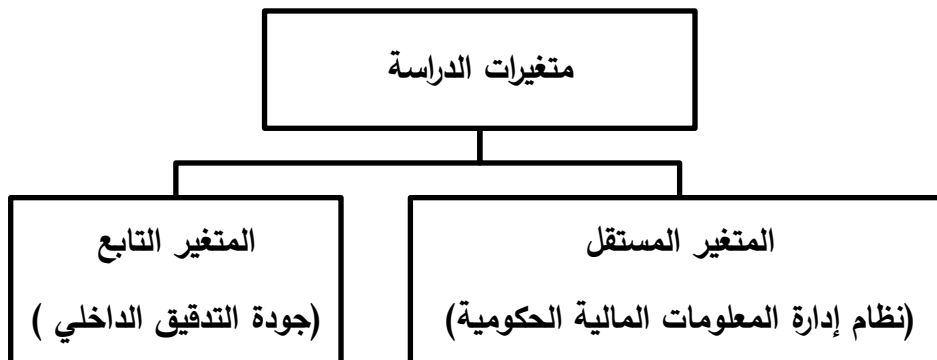 متغيرات الدراسة
المتغير المستقل
(نظام إدارة المعلومات المالية الحكومية)
المتغير التابع
(جودة التدقيق الداخلي )